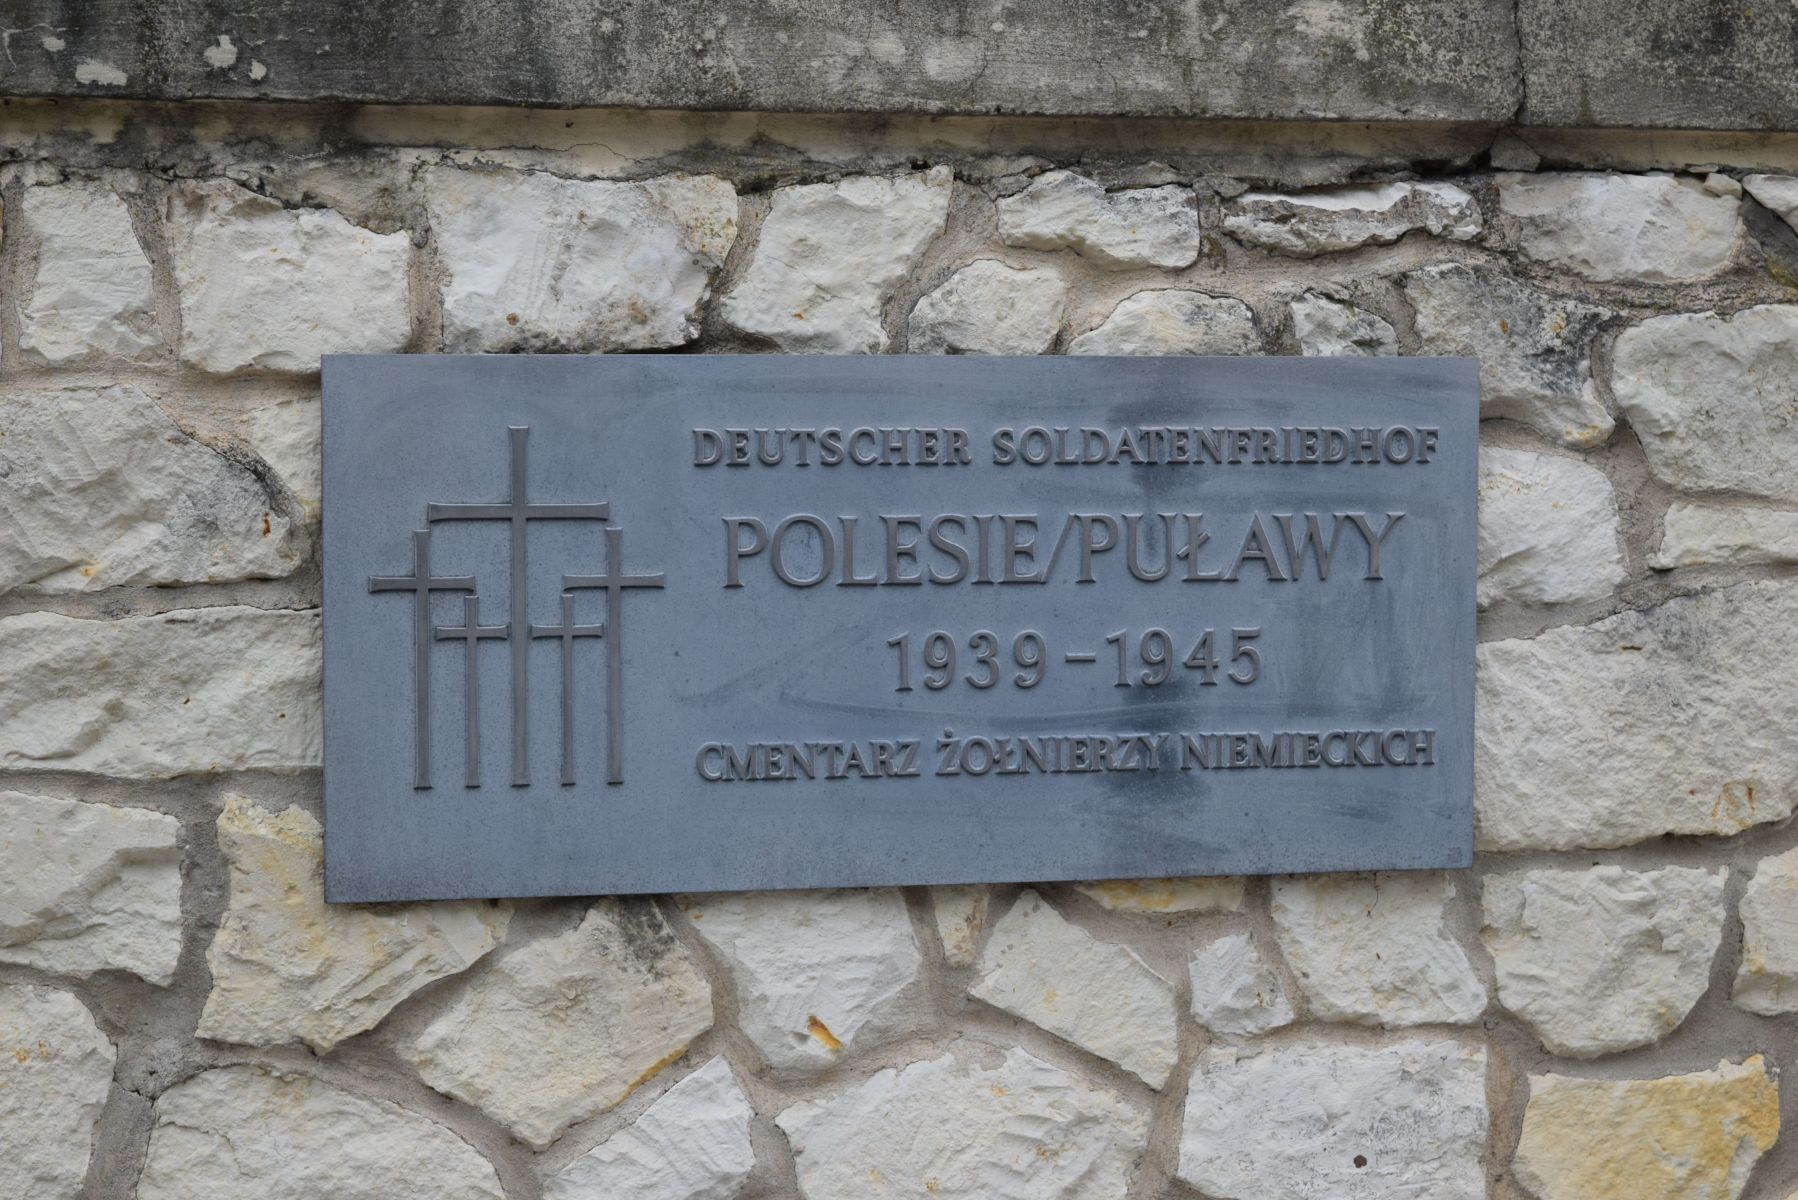 DEUTSCHER SOLDATENFRIEDHOF
POLESIE/PUŁAWY
1939-1945
CMENTARZ ŻOŁNIERZY NIEMIECKICH